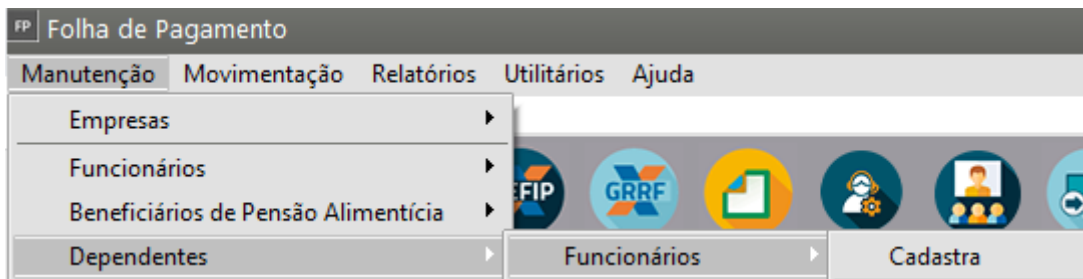 FP Folha de Pagamento
Manutenção Movimentação Relatórios Utilitários Ajuda
Empresas
Funcionários
EFIP GRRF
Beneficiários de Pensão Alimentícia
Dependentes Funcionários Cadastra